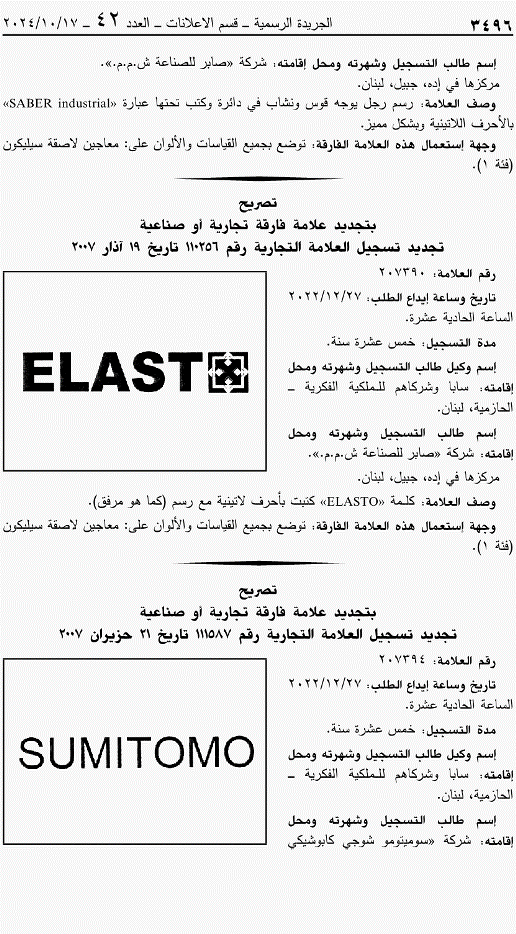 ٣٤٩٦
الجريدة الرسمية ـ قسم الاعلانات ـ العدد ٤٢ ـ ٢٠٢٤/١٠/١٧
إسم طالب التسجيل وشهرته ومحل إقامته: شركة «صابر للصناعة ش.م.م.».
مركزها في إده، جبيل، لبنان.
وصف العلامة: رسم رجل يوجه قوس ونشاب في دائرة وكتب تحتها عبارة «SABER industrial»
بالأحرف اللاتينية وبشكل مميز.
وجهة إستعمال هذه العلامة الفارقة: توضع بجميع القياسات والألوان على: معاجين لاصقة سيليكون
(فئة ١).
تصريح
بتجديد علامة فارقة تجارية أو صناعية
تجديد تسجيل العلامة التجارية رقم ١١٠٢٥٦ تاريخ ١٩ آذار ٢٠٠٧
رقم العلامة: ٢٠٧٣٩٠
تاريخ وساعة إيداع الطلب: ٢٠٢٢/١٢/٢٧
الساعة الحادية عشرة.
مدة التسجيل: خمس عشرة سنة.
إسم وكيل طالب التسجيل وشهرته ومحل
إقامته: سابا وشركاهم للملكية الفكرية ـ
الحازمية، لبنان.
إسم طالب التسجيل وشهرته ومحل
إقامته: شركة «صابر للصناعة ش.م.م.».
مركزها في إده، جبيل، لبنان.
ELASTO
وصف العلامة: كلمة «ELASTO» كتبت بأحرف لاتينية مع رسم (كما هو مرفق).
وجهة إستعمال هذه العلامة الفارقة: توضع بجميع القياسات والألوان على: معاجين لاصقة سيليكون
(فئة ١).
تصريح
بتجديد علامة فارقة تجارية أو صناعية
تجديد تسجيل العلامة التجارية رقم ١١١٥٨٧ تاريخ ٢١ حزيران ٢٠٠٧
رقم العلامة: ٢٠٧٣٩٤
تاريخ وساعة إيداع الطلب: ٢٠٢٢/١٢/٢٧
الساعة الحادية عشرة.
مدة التسجيل: خمس عشرة سنة.
إسم وكيل طالب التسجيل وشهرته ومحل
إقامته: سابا وشركاهم للملكية الفكرية ـ
الحازمية، لبنان.
إسم طالب التسجيل وشهرته ومحل
إقامته: شركة «سوميتومو شوجي كابوشيكي
SUMITOMO